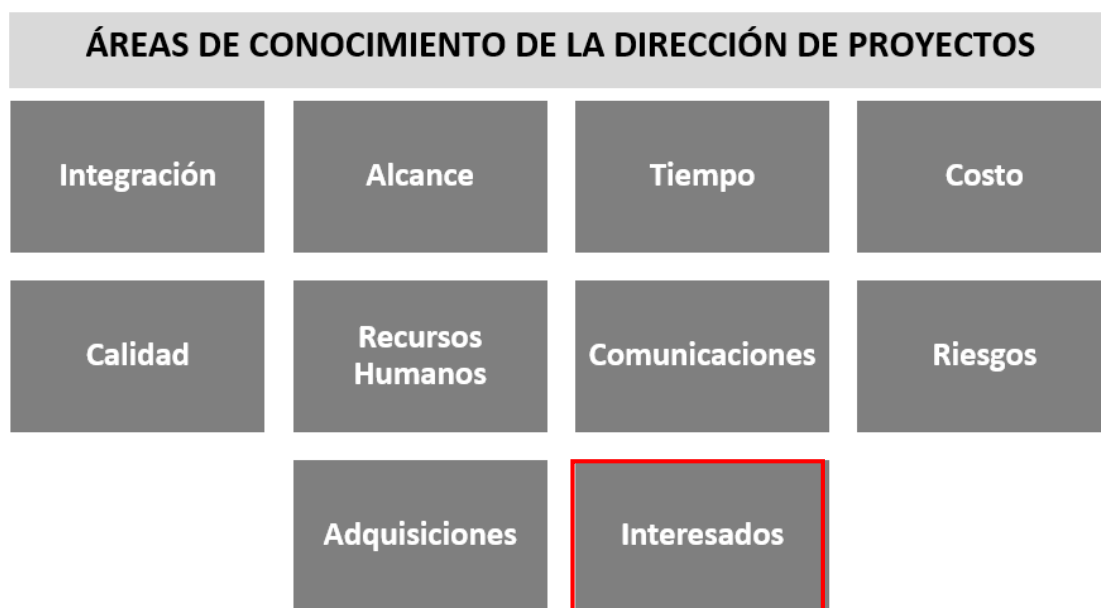 ÁREAS DE CONOCIMIENTO DE LA DIRECCIÓN DE PROYECTOS
Integración
Alcance
Tiempo
Costo
Calidad
Recursos
Humanos
Comunicaciones
Riesgos
Adquisiciones
Interesados